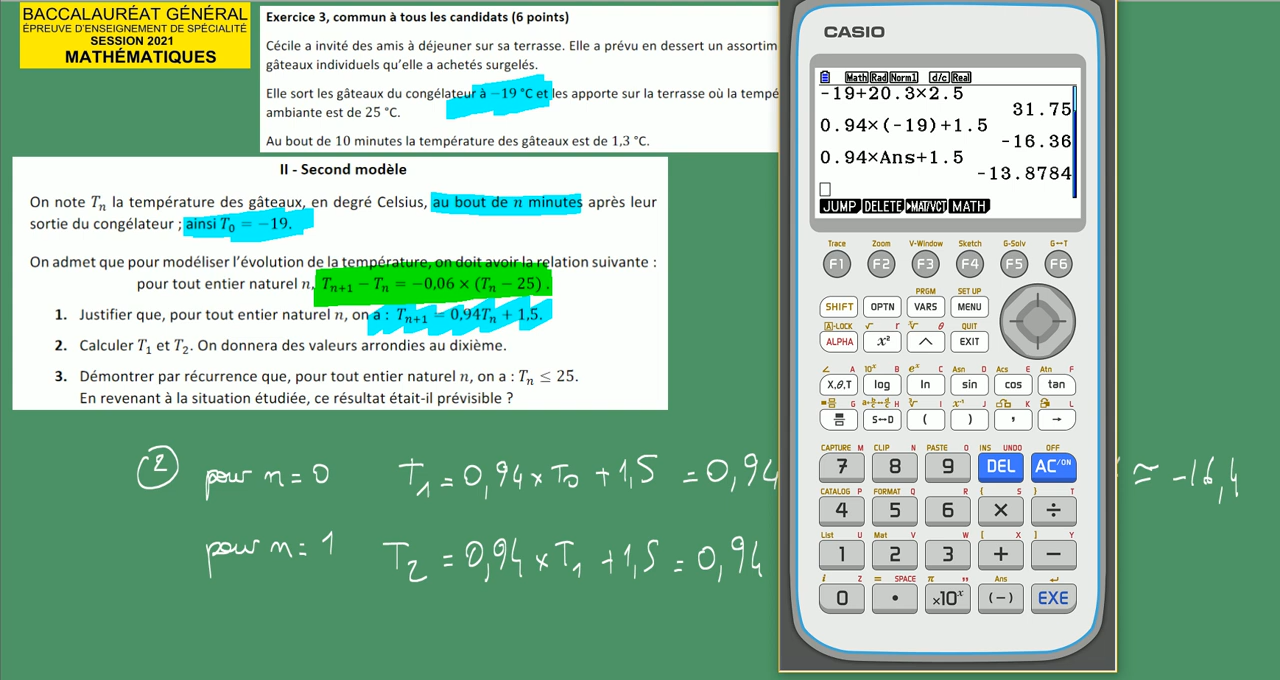 BACCALAURÉAT GÉNÉRAL
ÉPREUVE D'ENSEIGNEMENT DE SPÉCIALITÉ
SESSION 2021
MATHÉMATIQUES
Exercice 3, commun à tous les candidats (6 points)
Cécile a invité des amis à déjeuner sur sa terrasse. Elle a prévu en dessert un assortim
gâteaux individuels qu'elle a achetés surgelés.
Elle sort les gâteaux du congélateur à −19 °C et les apporte sur la terrasse où la tempé
ambiante est de 25 °C.
Au bout de 10 minutes la température des gâteaux est de 1,3 °C.
II - Second modèle
On note Tn la température des gâteaux, en degré Celsius, au bout de n minutes après leur
sortie du congélateur ; ainsi T0 = −19.
On admet que pour modéliser l'évolution de la température, on doit avoir la relation suivante :
pour tout entier naturel n, Tn+1 − Tn = −0,06 × (Tn − 25).
1. Justifier que, pour tout entier naturel n, on a : Tn+1 = 0,94Tn + 1,5.
2. Calculer T1 et T2. On donnera des valeurs arrondies au dixième.
3. Démontrer par récurrence que, pour tout entier naturel n, on a : Tn ≤ 25.
En revenant à la situation étudiée, ce résultat était-il prévisible ?
2 pour n=0 T1 = 0,94 × T0 + 1,5 = 0,94 ≈ −16,4
pour n=1 T2 = 0,94 × T1 + 1,5 = 0,94
CASIO
Math Rad Norm1 d/c Real
-19+20.3×2.5
31.75
0.94×(-19)+1.5
-16.36
0.94×Ans+1.5
-13.8784
JUMP DELETE ▶MAT/VCT MATH
Trace Zoom V-Window Sketch G-Solv G↔T
F1 F2 F3 F4 F5 F6
PRGM SET UP
SHIFT OPTN VARS MENU
A-LOCK √ r ∛ θ QUIT
ALPHA x² ^ EXIT
∠ A 10ˣ B eˣ C Asn D Acs E Atn F
X,θ,T log ln sin cos tan
G H ∛ I x⁻¹ J K L
S↔D ( ) , →
CAPTURE M CLIP N PASTE O INS UNDO OFF
7 8 9 DEL AC/ON
CATALOG P FORMAT Q R { S } T
4 5 6 × ÷
List U Mat V W [ X ] Y
1 2 3 + −
i Z = SPACE π " Ans ↵
0 • ×10ˣ (−) EXE